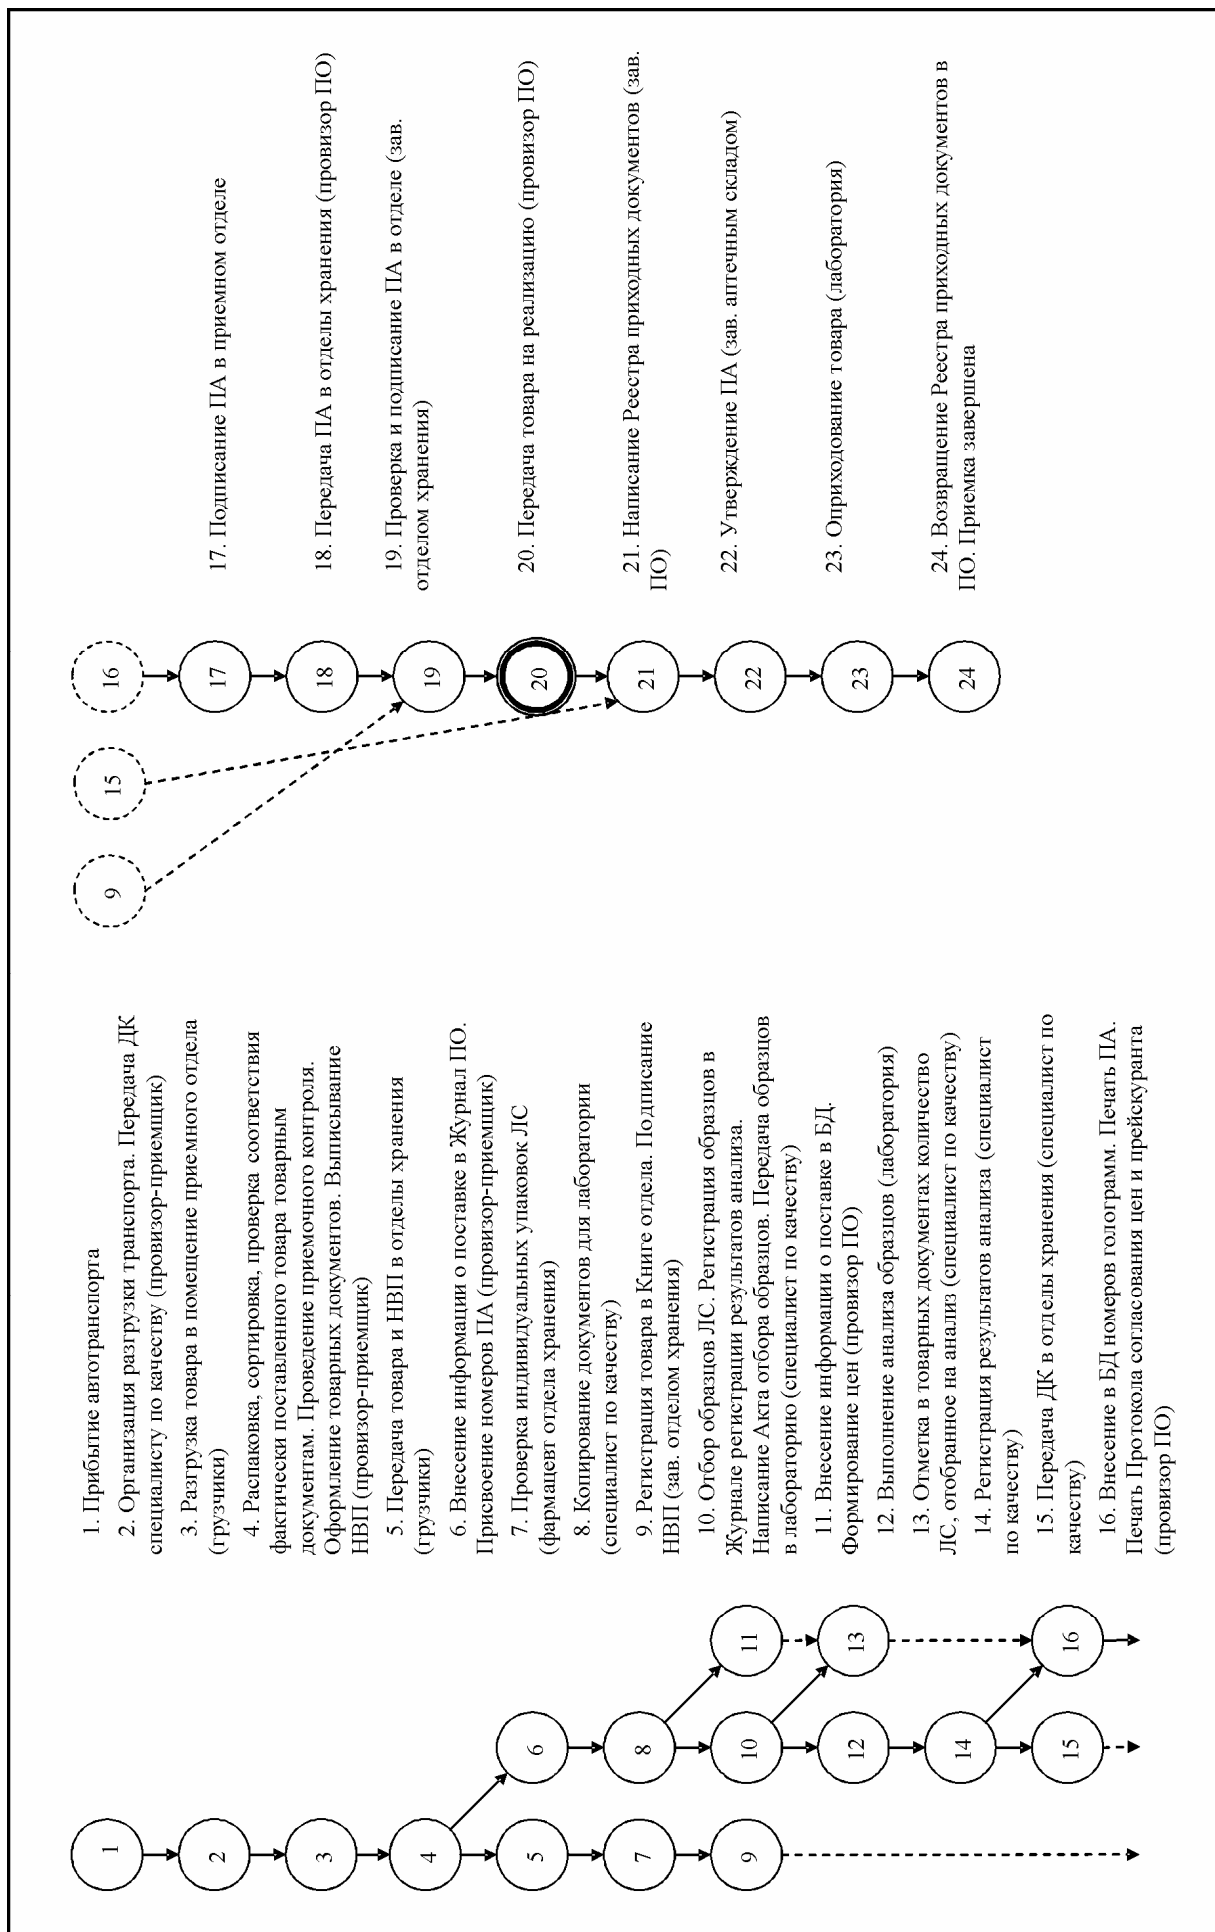 1
2
3
4
5
7
9
6
8
10
12
14
15
11
13
16
1. Прибытие автотранспорта
2. Организация разгрузки транспорта. Передача ДК
специалисту по качеству (провизор-приемщик)
3. Разгрузка товара в помещение приемного отдела
(грузчики)
4. Распаковка, сортировка, проверка соответствия
фактически поставленного товара товарным
документам. Проведение приемочного контроля.
Оформление товарных документов. Выписывание
НВП (провизор-приемщик)
5. Передача товара и НВП в отделы хранения
(грузчики)
6. Внесение информации о поставке в Журнал ПО.
Присвоение номеров ПА (провизор-приемщик)
7. Проверка индивидуальных упаковок ЛС
(фармацевт отдела хранения)
8. Копирование документов для лаборатории
(специалист по качеству)
9. Регистрация товара в Книге отдела. Подписание
НВП (зав. отделом хранения)
10. Отбор образцов ЛС. Регистрация образцов в
Журнале регистрации результатов анализа.
Написание Акта отбора образцов. Передача образцов
в лабораторию (специалист по качеству)
11. Внесение информации о поставке в БД.
Формирование цен (провизор ПО)
12. Выполнение анализа образцов (лаборатория)
13. Отметка в товарных документах количество
ЛС, отобранное на анализ (специалист по качеству)
14. Регистрация результатов анализа (специалист
по качеству)
15. Передача ДК в отделы хранения (специалист по
качеству)
16. Внесение в БД номеров голограмм. Печать ПА.
Печать Протокола согласования цен и прейскуранта
(провизор ПО)
9
15
16
17
18
19
20
21
22
23
24
17. Подписание ПА в приемном отделе
18. Передача ПА в отделы хранения (провизор ПО)
19. Проверка и подписание ПА в отделе (зав.
отделом хранения)
20. Передача товара на реализацию (провизор ПО)
21. Написание Реестра приходных документов (зав.
ПО)
22. Утверждение ПА (зав. аптечным складом)
23. Оприходование товара (лаборатория)
24. Возвращение Реестра приходных документов в
ПО. Приемка завершена